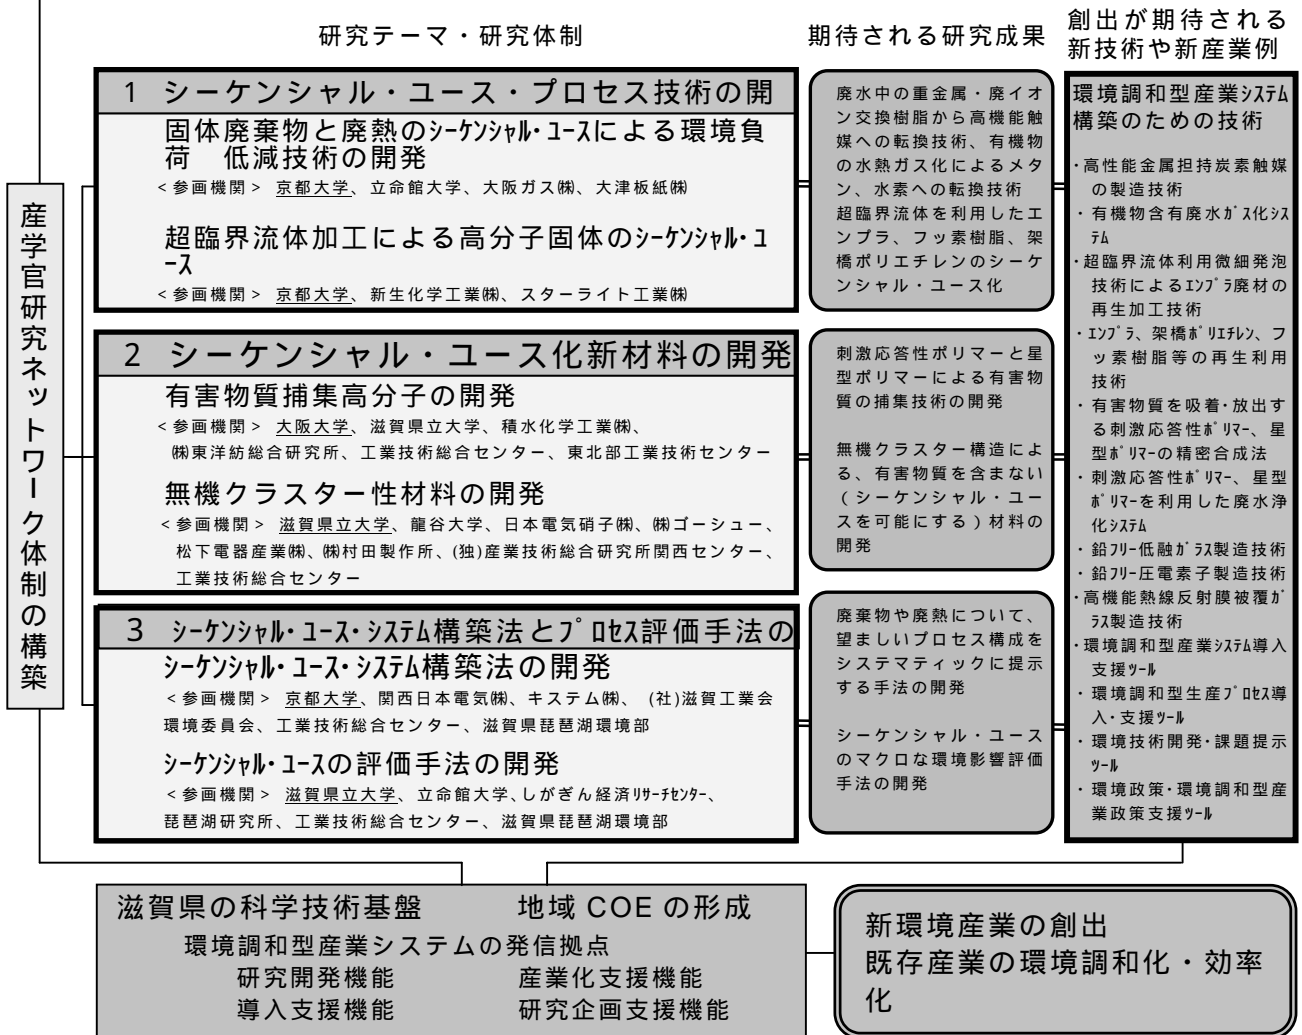 研究テーマ・研究体制
期待される研究成果
創出が期待される
新技術や新産業例
産学官研究ネットワーク体制の構築
1 シーケンシャル・ユース・プロセス技術の開
固体廃棄物と廃熱のｼｰｹﾝｼｬﾙ･ﾕｰｽによる環境負
荷 低減技術の開発
<参画機関> 京都大学、立命館大学、大阪ガス㈱、大津板紙㈱
超臨界流体加工による高分子固体のｼｰｹﾝｼｬﾙ･ﾕ
ｰｽ
<参画機関> 京都大学、新生化学工業㈱、スターライト工業㈱
廃水中の重金属・廃イオ
ン交換樹脂から高機能触
媒への転換技術、有機物
の水熱ガス化によるメタ
ン、水素への転換技術
超臨界流体を利用したエ
ンプラ、フッ素樹脂、架
橋ポリエチレンのシーケ
ンシャル・ユース化
2 シーケンシャル・ユース化新材料の開発
有害物質捕集高分子の開発
<参画機関> 大阪大学、滋賀県立大学、積水化学工業㈱、
㈱東洋紡総合研究所、工業技術総合センター、東北部工業技術センター
無機クラスター性材料の開発
<参画機関> 滋賀県立大学、龍谷大学、日本電気硝子㈱、㈱ゴーシュー、
松下電器産業㈱、㈱村田製作所、(独)産業技術総合研究所関西センター、
工業技術総合センター
刺激応答性ポリマーと星
型ポリマーによる有害物
質の捕集技術の開発
無機クラスター構造によ
る、有害物質を含まない
（シーケンシャル・ユー
スを可能にする）材料の
開発
3 ｼｰｹﾝｼｬﾙ･ﾕｰｽ･ｼｽﾃﾑ構築法とﾌﾟﾛｾｽ評価手法の
ｼｰｹﾝｼｬﾙ･ﾕｰｽ･ｼｽﾃﾑ構築法の開発
<参画機関> 京都大学、関西日本電気㈱、キステム㈱、 (社)滋賀工業会
環境委員会、工業技術総合センター、滋賀県琵琶湖環境部
ｼｰｹﾝｼｬﾙ･ﾕｰｽの評価手法の開発
<参画機関> 滋賀県立大学、立命館大学、しがぎん経済ﾘｻｰﾁｾﾝﾀｰ、
琵琶湖研究所、工業技術総合センター、滋賀県琵琶湖環境部
廃棄物や廃熱について、
望ましいプロセス構成を
システマティックに提示
する手法の開発
シーケンシャル・ユース
のマクロな環境影響評価
手法の開発
環境調和型産業ｼｽﾃﾑ
構築のための技術
・高性能金属担持炭素触媒
の製造技術
・有機物含有廃水ｶﾞｽ化ｼｽ
ﾃﾑ
・超臨界流体利用微細発泡
技術によるｴﾝﾌﾟﾗ廃材の
再生加工技術
・ｴﾝﾌﾟﾗ、架橋ﾎﾟﾘｴﾁﾚﾝ、フ
ッ素樹脂等の再生利用
技術
・有害物質を吸着･放出す
る刺激応答性ﾎﾟﾘﾏｰ、星
型ﾎﾟﾘﾏｰの精密合成法
・刺激応答性ﾎﾟﾘﾏｰ、星型
ﾎﾟﾘﾏｰを利用した廃水浄
化ｼｽﾃﾑ
・鉛ﾌﾘｰ低融ｶﾞﾗｽ製造技術
・鉛ﾌﾘｰ圧電素子製造技術
・高機能熱線反射膜被覆ｶﾞ
ﾗｽ製造技術
・環境調和型産業ｼｽﾃﾑ導入
支援ﾂｰﾙ
・環境調和型生産ﾌﾟﾛｾｽ導
入･支援ﾂｰﾙ
・環境技術開発･課題提示
ﾂｰﾙ
・環境政策･環境調和型産
業政策支援ﾂｰﾙ
滋賀県の科学技術基盤 地域 COE の形成
環境調和型産業システムの発信拠点
研究開発機能 産業化支援機能
導入支援機能 研究企画支援機能
新環境産業の創出
既存産業の環境調和化・効率
化